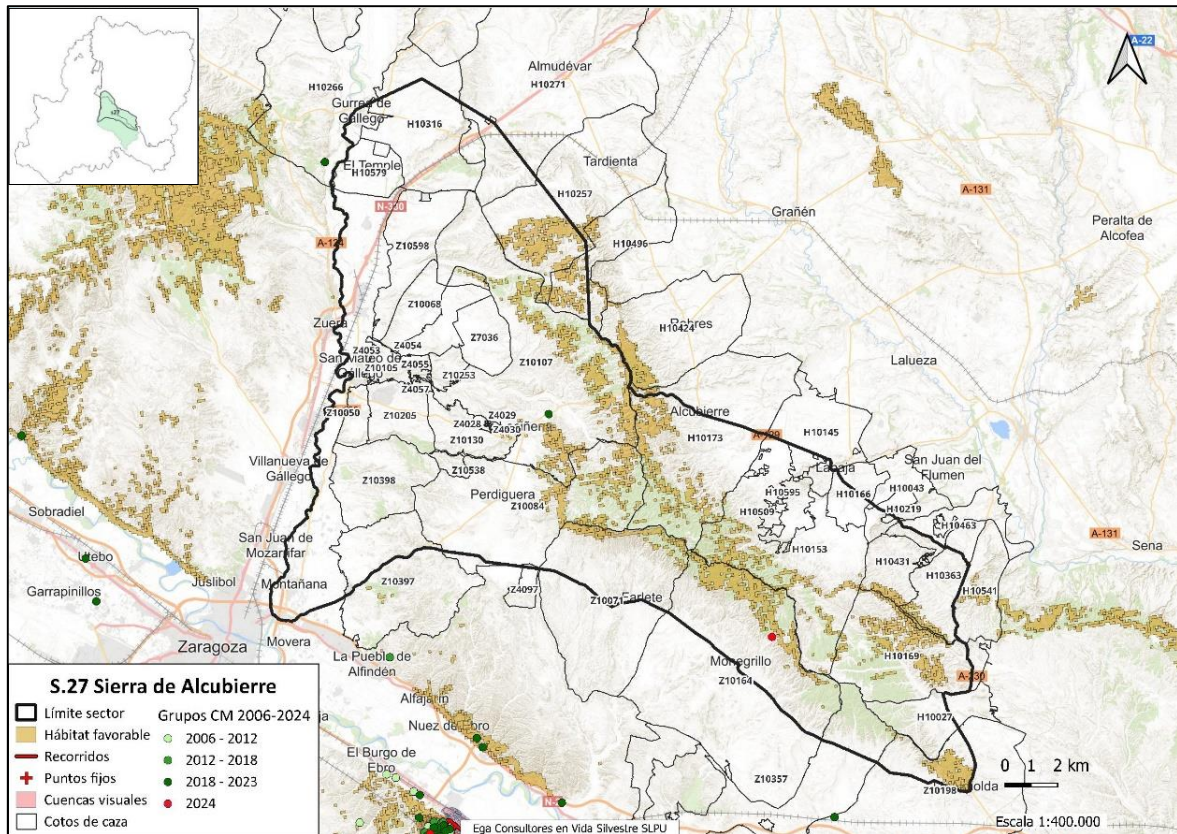 A-22
Almudévar
H10271
H10266
Gurrea de
Gállego
H10316
El Temple
H10579
Tardienta
H10257
A-131
N-330
Grañén
Peralta de
Alcofea
A-124
Z10598
H10496
Z10068
Zuera
Robres
H10424
Z7036
Z4053
Z4054
San Mateo de
Gállego
Z4055
Z10105
Z10253
Z10107
Z4057
Lalueza
Z10050
Z10205
Z4029
Z4028
Z4030
Z10130
Alcubierre
H10173
H10145
Villanueva de
Gállego
Z10538
San Juan del
Flumen
H10043
H10166
H10595
H10219
H10509
H10463
Z10398
Perdiguera
Z10084
Sobradiel
A-131
San Juan de
Mozarrifar
Sena
H10153
H10431
H10363
Utebo
Juslibol
Montañana
Z10397
Z4097
Z10071
Farlete
H10541
Garrapinillos
Zaragoza
Movera
La Puebla de
Alfindén
Monegrillo
Z10164
H10169
A-230
Alfajarín
Nuez de Ebro
H10027
El Burgo de
Ebro
Z10357
Z10198
S.27 Sierra de Alcubierre
Límite sector
Hábitat favorable
Recorridos
Puntos fijos
Cuencas visuales
Cotos de caza
Grupos CM 2006-2024
2006 - 2012
2012 - 2018
2018 - 2023
2024
0 1 2 km
Escala 1:400.000
Ega Consultores en Vida Silvestre SLPU